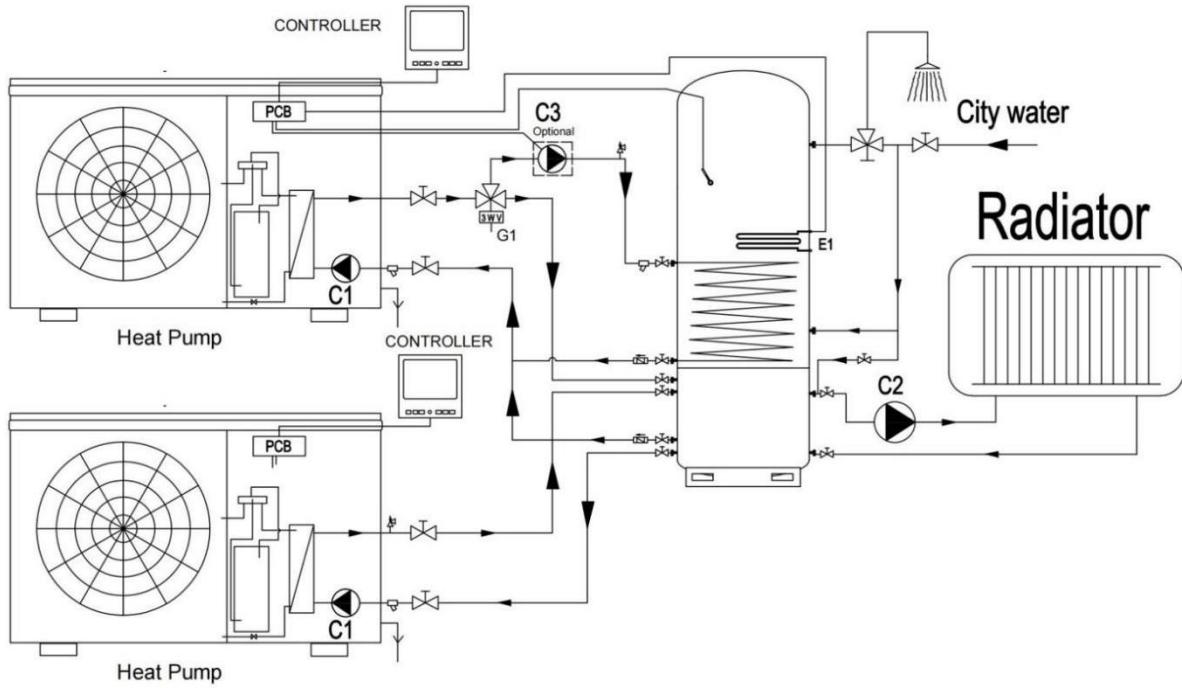 CONTROLLER
PCB
C3
Optional
City water
3WV
G1
E1
Radiator
C1
Heat Pump
CONTROLLER
C2
PCB
C1
Heat Pump